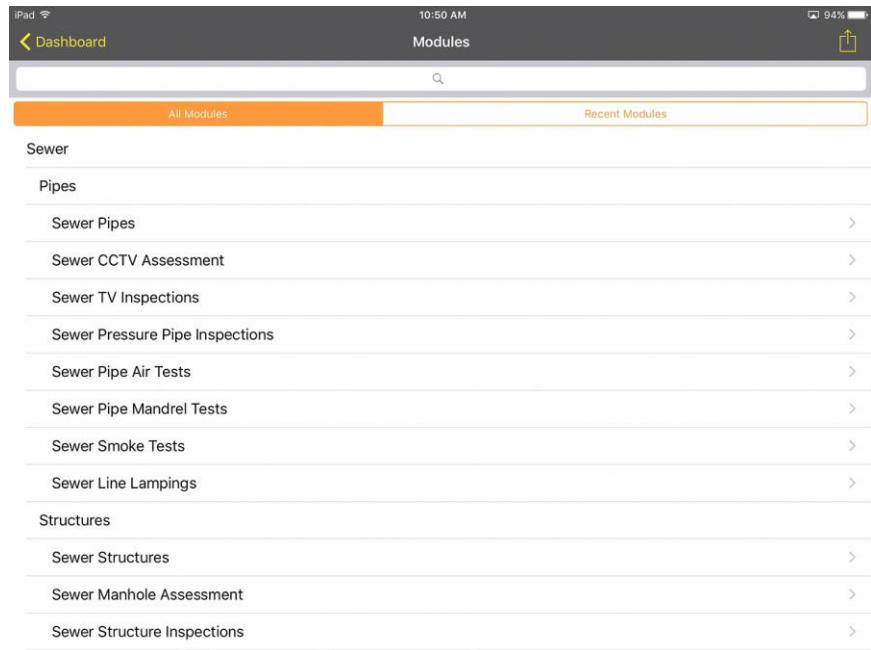 iPad 10:50 AM 94%
Dashboard Modules
All Modules Recent Modules
Sewer
Pipes
Sewer Pipes
Sewer CCTV Assessment
Sewer TV Inspections
Sewer Pressure Pipe Inspections
Sewer Pipe Air Tests
Sewer Pipe Mandrel Tests
Sewer Smoke Tests
Sewer Line Lampings
Structures
Sewer Structures
Sewer Manhole Assessment
Sewer Structure Inspections